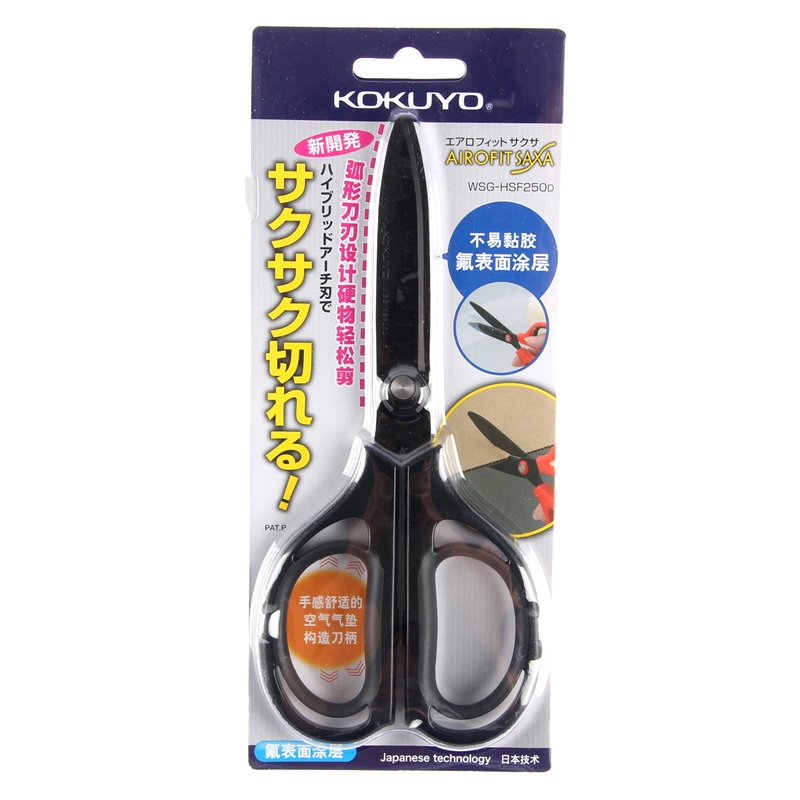 KOKUYO®
新開発
エアロフィットサクサ
AIROFIT SAXA
WSG-HSF250D
弧形刀刃设计硬物轻松剪
ハイブリッドアーチ刃で
サクサク切れる!
不易黏胶
氟表面涂层
PAT.P
手感舒适的
空气气垫
构造刀柄
氟表面涂层
Japanese technology 日本技术